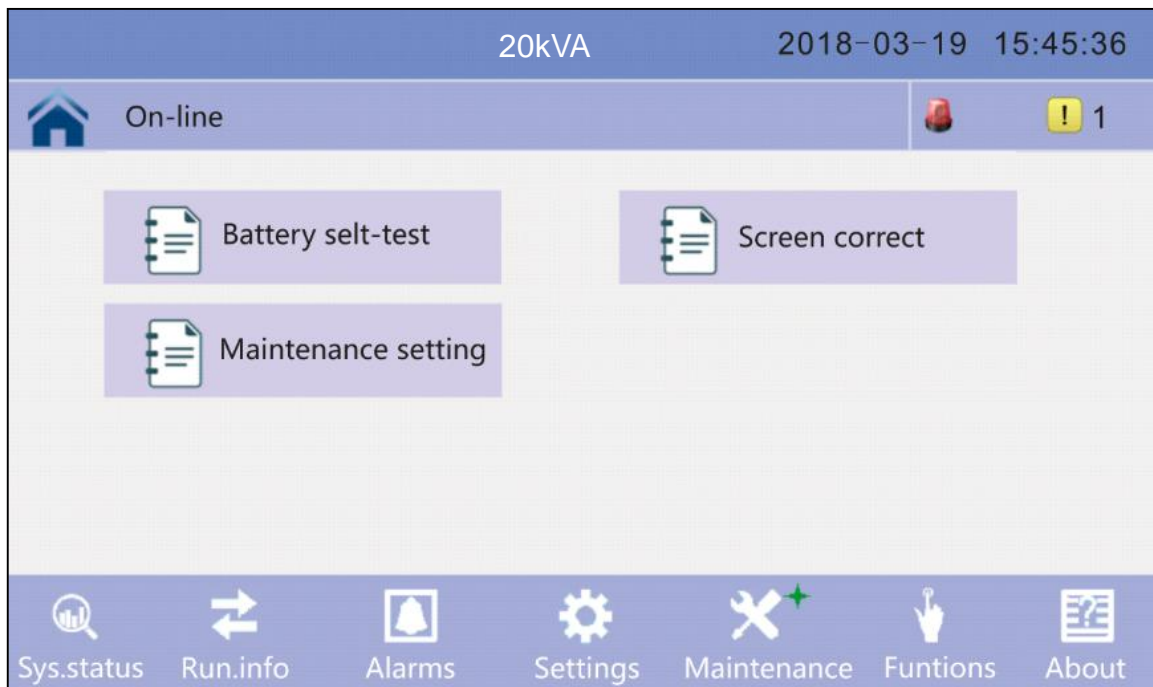 20kVA 2018-03-19 15:45:36
On-line 1
Battery selt-test Screen correct
Maintenance setting
Sys.status Run.info Alarms Settings Maintenance Funtions About